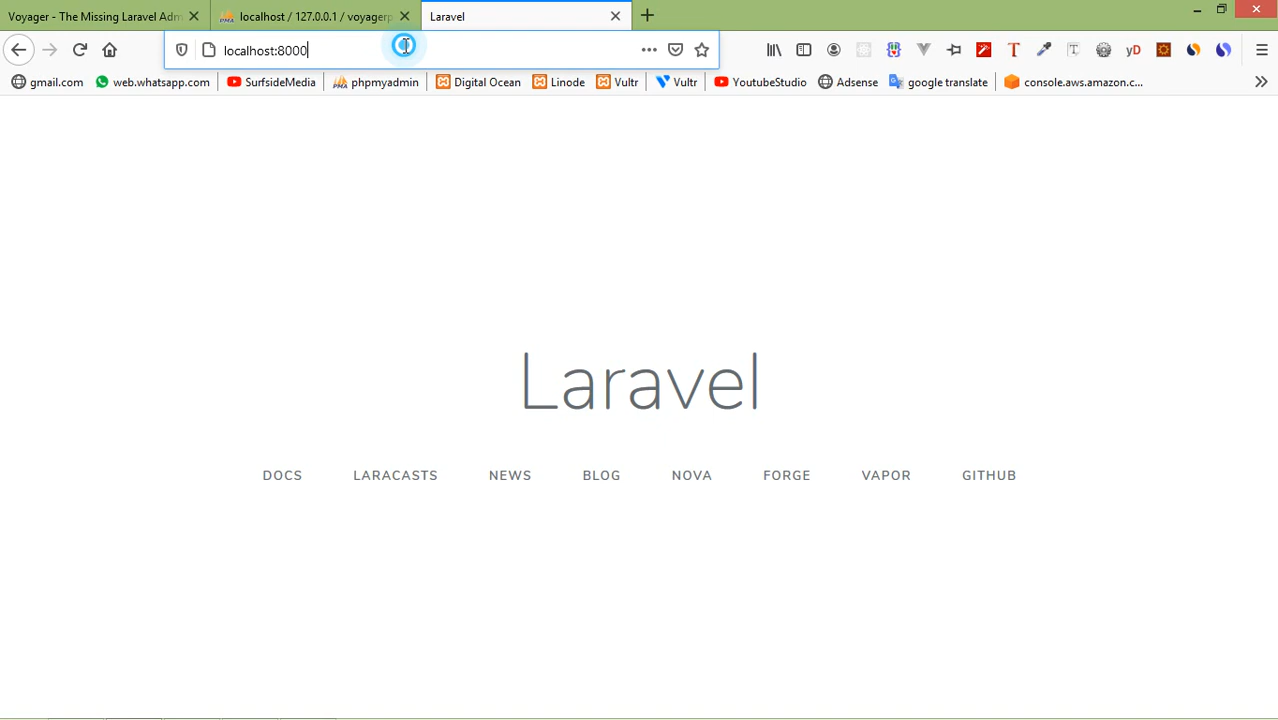 Voyager - The Missing Laravel Adm
localhost / 127.0.0.1 / voyagerp
Laravel
localhost:8000
gmail.com
web.whatsapp.com
SurfsideMedia
phpmyadmin
Digital Ocean
Linode
Vultr
Vultr
YoutubeStudio
Adsense
google translate
console.aws.amazon.c...
Laravel
DOCS
LARACASTS
NEWS
BLOG
NOVA
FORGE
VAPOR
GITHUB